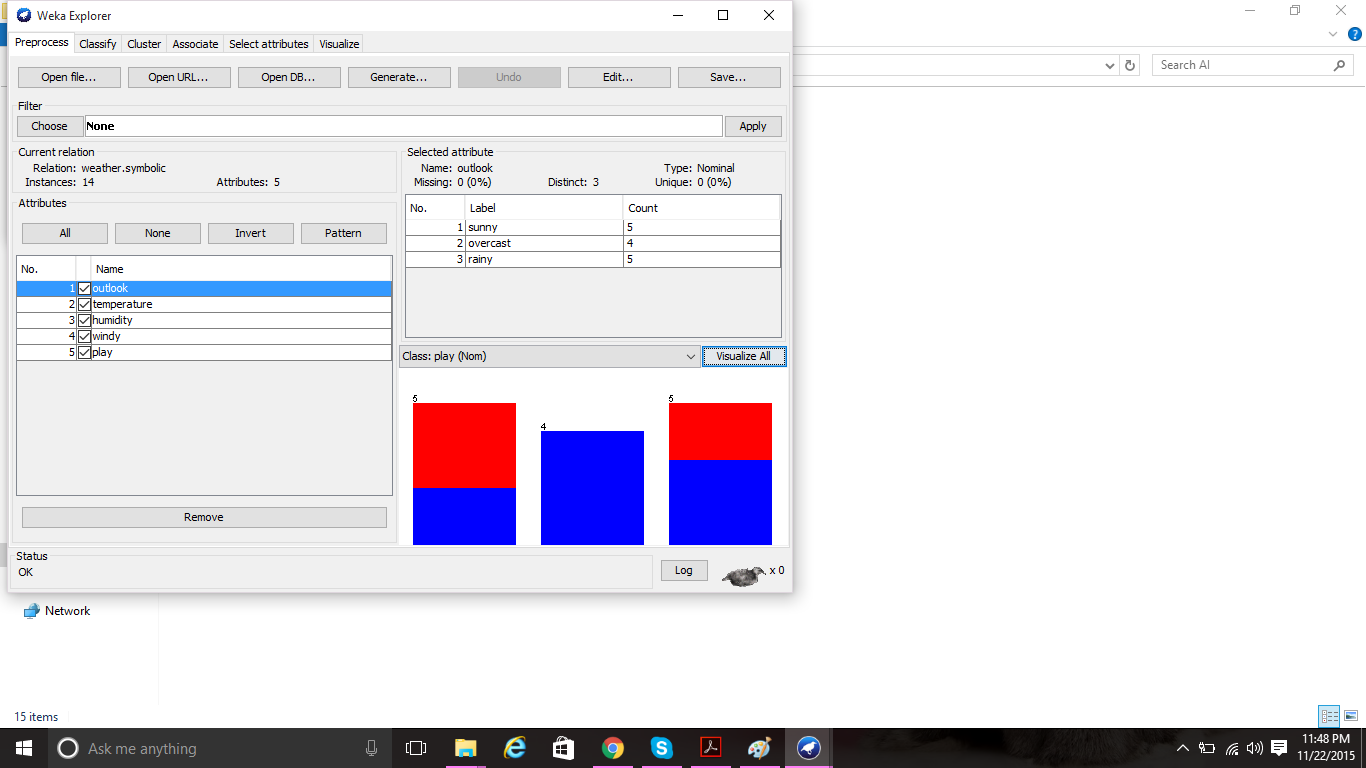 Weka Explorer
Preprocess Classify Cluster Associate Select attributes Visualize
Open file... Open URL... Open DB... Generate... Undo Edit... Save...
Search AI
Filter
Choose None Apply
Current relation
Relation: weather.symbolic
Instances: 14 Attributes: 5
Attributes
All None Invert Pattern
No. Name
1 outlook
2 temperature
3 humidity
4 windy
5 play
Remove
Selected attribute
Name: outlook Type: Nominal
Missing: 0 (0%) Distinct: 3 Unique: 0 (0%)
No. Label Count
1 sunny 5
2 overcast 4
3 rainy 5
Class: play (Nom) Visualize All
5 4 5
Status
OK
Log x 0
Network
15 items
Ask me anything
11:48 PM
11/22/2015